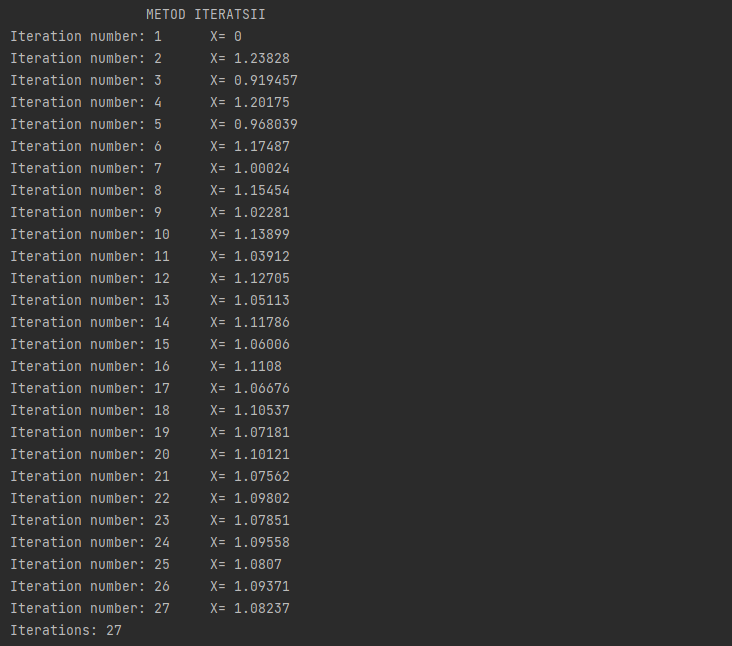 METOD ITERATSII
Iteration number: 1 X= 0
Iteration number: 2 X= 1.23828
Iteration number: 3 X= 0.919457
Iteration number: 4 X= 1.20175
Iteration number: 5 X= 0.968039
Iteration number: 6 X= 1.17487
Iteration number: 7 X= 1.00024
Iteration number: 8 X= 1.15454
Iteration number: 9 X= 1.02281
Iteration number: 10 X= 1.13899
Iteration number: 11 X= 1.03912
Iteration number: 12 X= 1.12705
Iteration number: 13 X= 1.05113
Iteration number: 14 X= 1.11786
Iteration number: 15 X= 1.06006
Iteration number: 16 X= 1.1108
Iteration number: 17 X= 1.06676
Iteration number: 18 X= 1.10537
Iteration number: 19 X= 1.07181
Iteration number: 20 X= 1.10121
Iteration number: 21 X= 1.07562
Iteration number: 22 X= 1.09802
Iteration number: 23 X= 1.07851
Iteration number: 24 X= 1.09558
Iteration number: 25 X= 1.0807
Iteration number: 26 X= 1.09371
Iteration number: 27 X= 1.08237
Iterations: 27